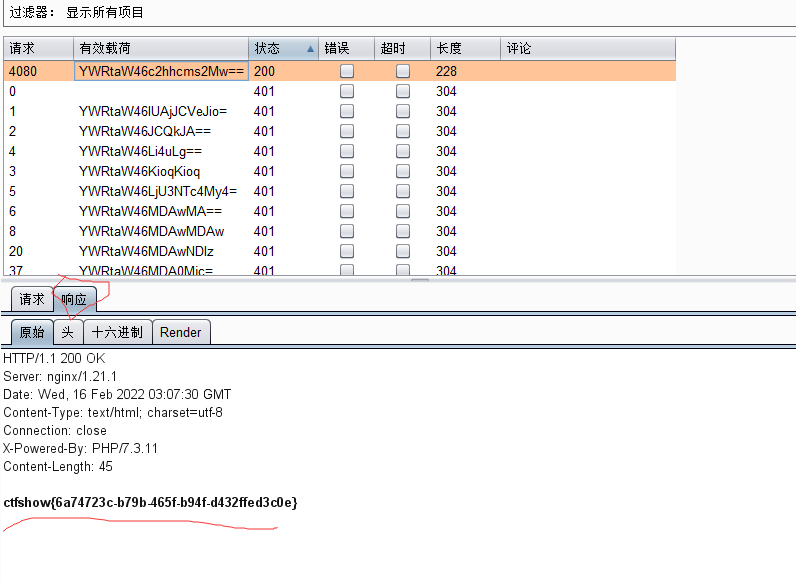 过滤器： 显示所有项目
请求 有效载荷 状态 错误 超时 长度 评论
4080 YWRtaW46c2hhcms2Mw== 200 228
0 401 304
1 YWRtaW46IUAjJCVeJio= 401 304
2 YWRtaW46JCQkJA== 401 304
4 YWRtaW46Li4uLg== 401 304
3 YWRtaW46KioqKioq 401 304
5 YWRtaW46LjU3NTc4My4= 401 304
6 YWRtaW46MDAwMA== 401 304
8 YWRtaW46MDAwMDAw 401 304
20 YWRtaW46MDAwNDIz 401 304
37 YWRtaW46MDA0Mjc= 401 304
请求 响应
原始 头 十六进制 Render
HTTP/1.1 200 OK
Server: nginx/1.21.1
Date: Wed, 16 Feb 2022 03:07:30 GMT
Content-Type: text/html; charset=utf-8
Connection: close
X-Powered-By: PHP/7.3.11
Content-Length: 45
ctfshow{6a74723c-b79b-465f-b94f-d432ffed3c0e}